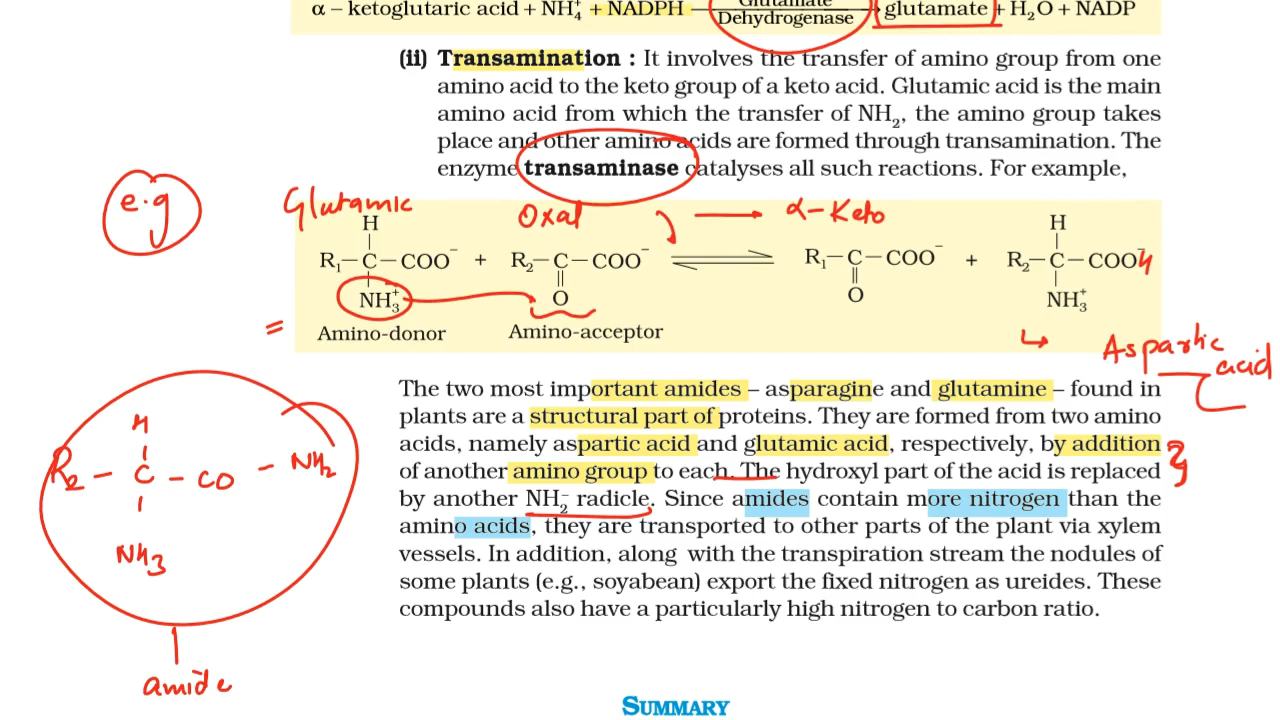 α – ketoglutaric acid + NH₄⁺ + NADPH Glutamate Dehydrogenase → glutamate + H₂O + NADP
(ii) Transamination : It involves the transfer of amino group from one
amino acid to the keto group of a keto acid. Glutamic acid is the main
amino acid from which the transfer of NH₂, the amino group takes
place and other amino acids are formed through transamination. The
enzyme transaminase catalyses all such reactions. For example,
e.g
Glutamic Oxal → α-Keto
H H
R₁– C – COO⁻ + R₂– C – COO⁻ ⇌ R₁– C – COO⁻ + R₂– C – COO⁻
NH₃⁺ O O NH₃⁺
= Amino-donor Amino-acceptor
Aspartic
acid
The two most important amides – asparagine and glutamine – found in
plants are a structural part of proteins. They are formed from two amino
acids, namely aspartic acid and glutamic acid, respectively, by addition
of another amino group to each. The hydroxyl part of the acid is replaced
by another NH₂⁻ radicle. Since amides contain more nitrogen than the
amino acids, they are transported to other parts of the plant via xylem
vessels. In addition, along with the transpiration stream the nodules of
some plants (e.g., soyabean) export the fixed nitrogen as ureides. These
compounds also have a particularly high nitrogen to carbon ratio.
H
R₂ – C – CO – NH₂
NH₃
amide
SUMMARY